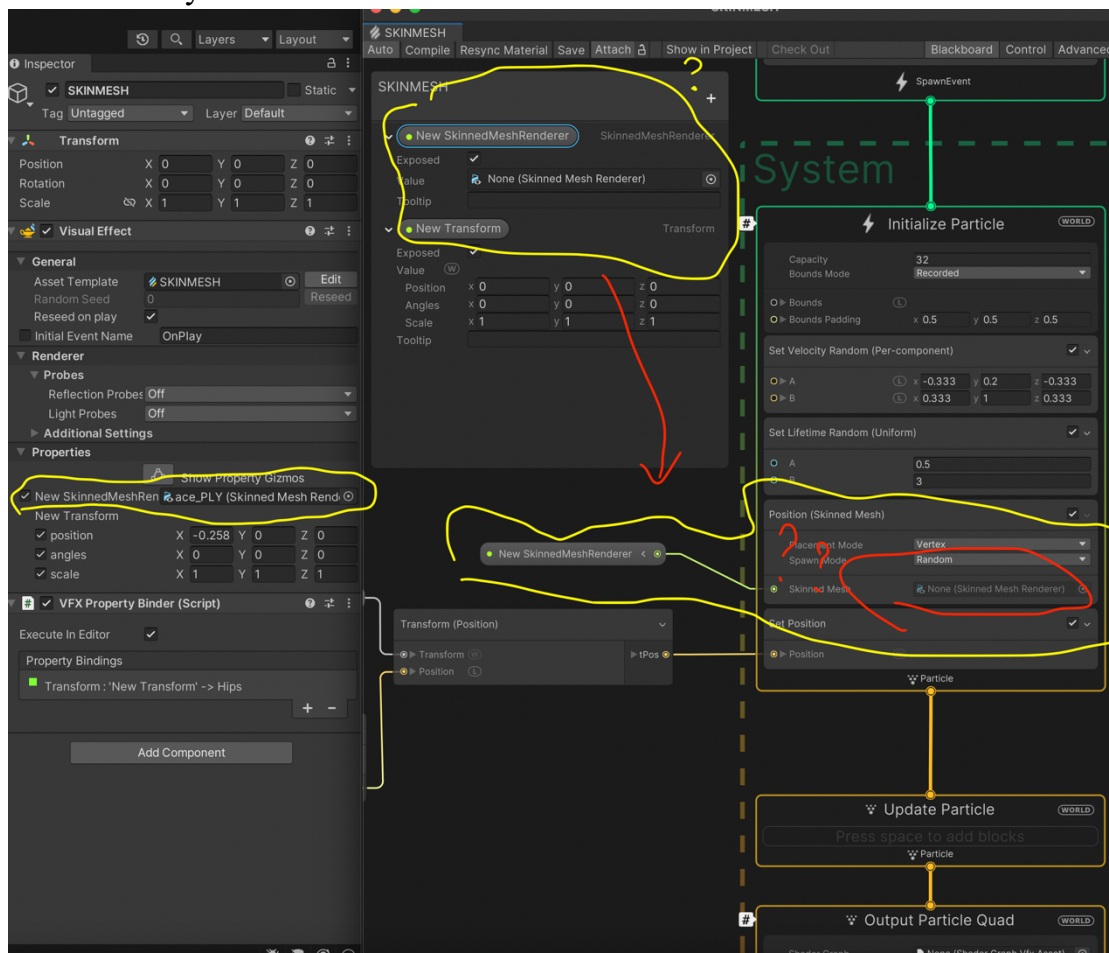 SKINMESH
Layers Layout
Auto Compile Resync Material Save Attach Show in Project Check Out Blackboard Control Advanced
Inspector
SKINMESH Static
Tag Untagged Layer Default
Transform
Position X 0 Y 0 Z 0
Rotation X 0 Y 0 Z 0
Scale X 1 Y 1 Z 1
Visual Effect
General
Asset Template SKINMESH Edit
Random Seed 0 Reseed
Reseed on play
Initial Event Name OnPlay
Renderer
Probes
Reflection Probes Off
Light Probes Off
Additional Settings
Properties
Show Property Gizmos
New SkinnedMeshRen ace_PLY (Skinned Mesh Rend
New Transform
position X -0.258 Y 0 Z 0
angles X 0 Y 0 Z 0
scale X 1 Y 1 Z 1
# VFX Property Binder (Script)
Execute In Editor
Property Bindings
Transform : 'New Transform' -> Hips
+ -
Add Component
SKINMESH
?
+
New SkinnedMeshRenderer SkinnedMeshRenderer
Exposed
Value None (Skinned Mesh Renderer)
Tooltip
New Transform Transform
Exposed
Value W
Position x 0 y 0 z 0
Angles x 0 y 0 z 0
Scale x 1 y 1 z 1
Tooltip
New SkinnedMeshRenderer <
Transform (Position)
Transform W tPos
Position L
SpawnEvent
System
# Initialize Particle WORLD
Capacity 32
Bounds Mode Recorded
Bounds L
Bounds Padding x 0.5 y 0.5 z 0.5
Set Velocity Random (Per-component)
A L x -0.333 y 0.2 z -0.333
B L x 0.333 y 1 z 0.333
Set Lifetime Random (Uniform)
A 0.5
B 3
Position (Skinned Mesh)
? ?
Placement Mode Vertex
Spawn Mode Random
Skinned Mesh None (Skinned Mesh Renderer)
Set Position
Position
Particle
Update Particle WORLD
Press space to add blocks
Particle
# Output Particle Quad WORLD
Shader Graph None (Shader Graph Vfx Asset)